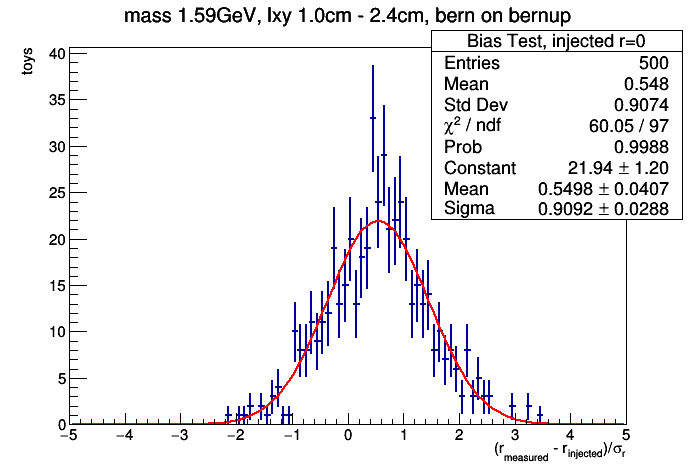 mass 1.59GeV, lxy 1.0cm - 2.4cm, bern on bernup
Bias Test, injected r=0
Entries 500
Mean 0.548
Std Dev 0.9074
χ² / ndf 60.05 / 97
Prob 0.9988
Constant 21.94 ± 1.20
Mean 0.5498 ± 0.0407
Sigma 0.9092 ± 0.0288
toys
40
35
30
25
20
15
10
5
0
−5 −4 −3 −2 −1 0 1 2 3 4 5
(r_measured - r_injected)/σ_r